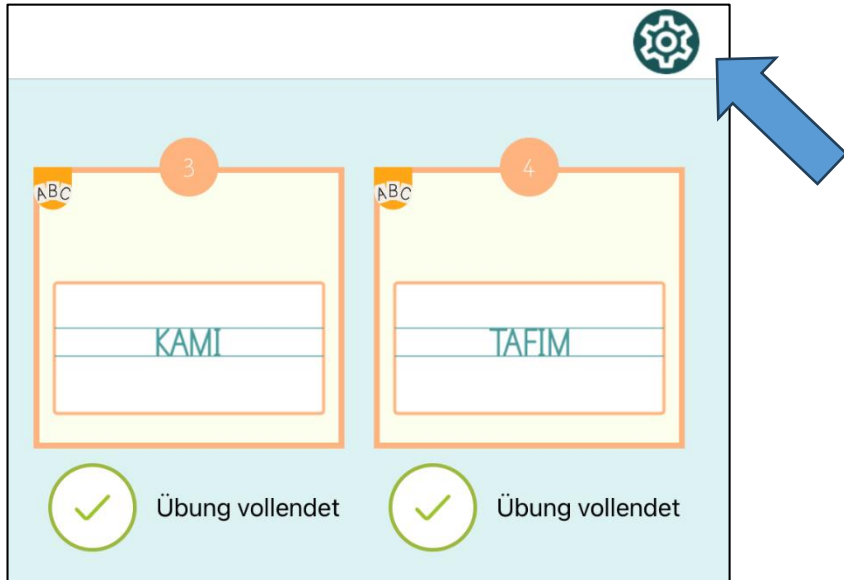 3
4
ABC
ABC
KAMI
TAFIM
Übung vollendet
Übung vollendet